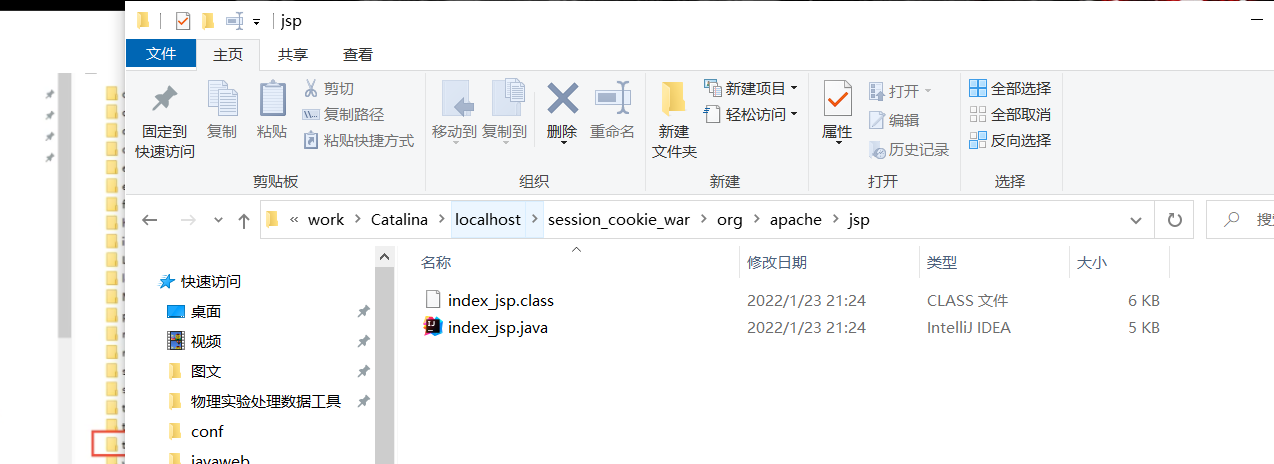 jsp
文件 主页 共享 查看
固定到快速访问 复制 粘贴 剪切 复制路径 粘贴快捷方式
移动到 复制到 删除 重命名
新建文件夹 新建项目 轻松访问
属性 打开 编辑 历史记录
全部选择 全部取消 反向选择
剪贴板 组织 新建 打开 选择
« work > Catalina > localhost > session_cookie_war > org > apache > jsp
名称 修改日期 类型 大小
index_jsp.class 2022/1/23 21:24 CLASS 文件 6 KB
index_jsp.java 2022/1/23 21:24 IntelliJ IDEA 5 KB
快速访问
桌面
视频
图文
物理实验处理数据工具
conf
javaweb